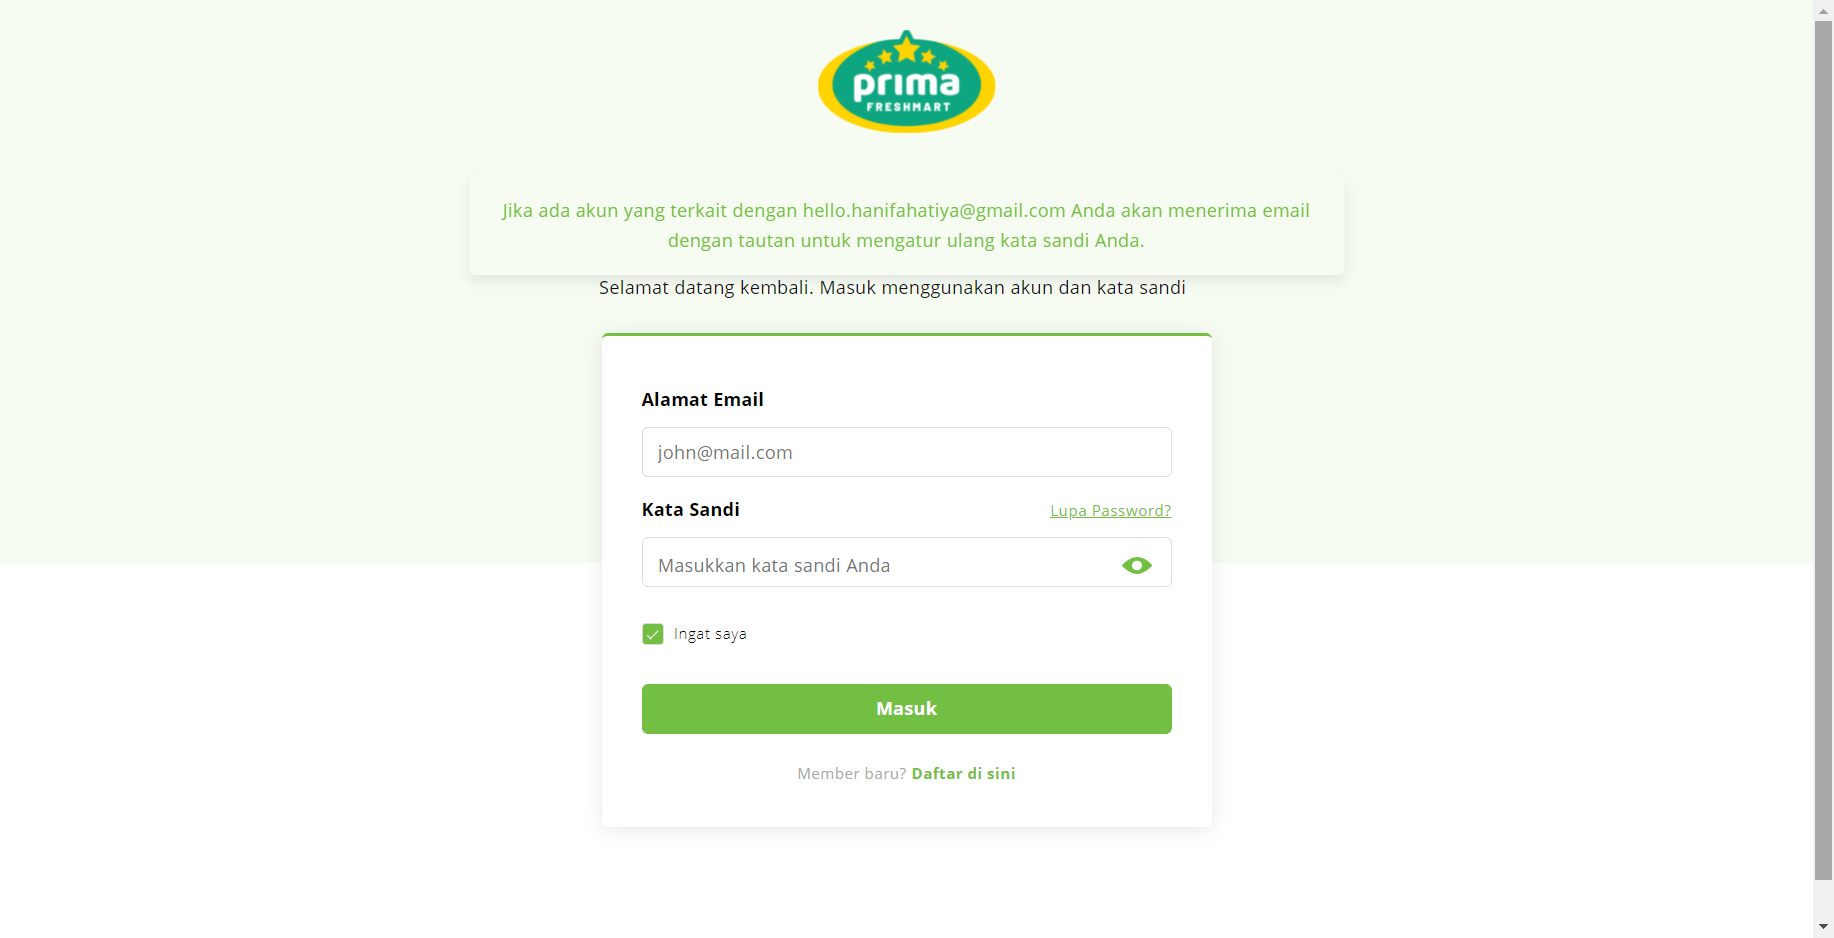 prima
FRESHMART
Jika ada akun yang terkait dengan hello.hanifahatiya@gmail.com Anda akan menerima email
dengan tautan untuk mengatur ulang kata sandi Anda.
Selamat datang kembali. Masuk menggunakan akun dan kata sandi
Alamat Email
john@mail.com
Kata Sandi Lupa Password?
Masukkan kata sandi Anda
Ingat saya
Masuk
Member baru? Daftar di sini